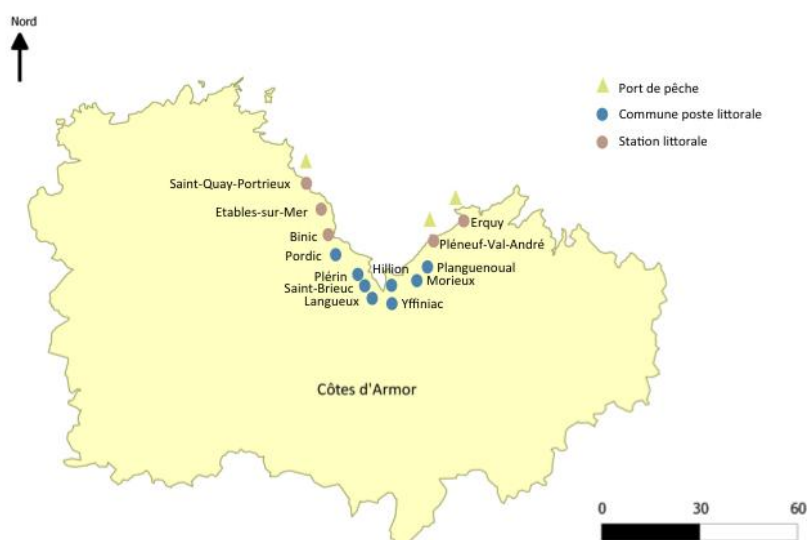 Nord
Port de pêche
Commune poste littorale
Station littorale
Saint-Quay-Portrieux
Etables-sur-Mer
Erquy
Binic
Pléneuf-Val-André
Pordic
Hillion
Planguenoual
Plérin
Morieux
Saint-Brieuc
Langueux
Yffiniac
Côtes d'Armor
0 30 60